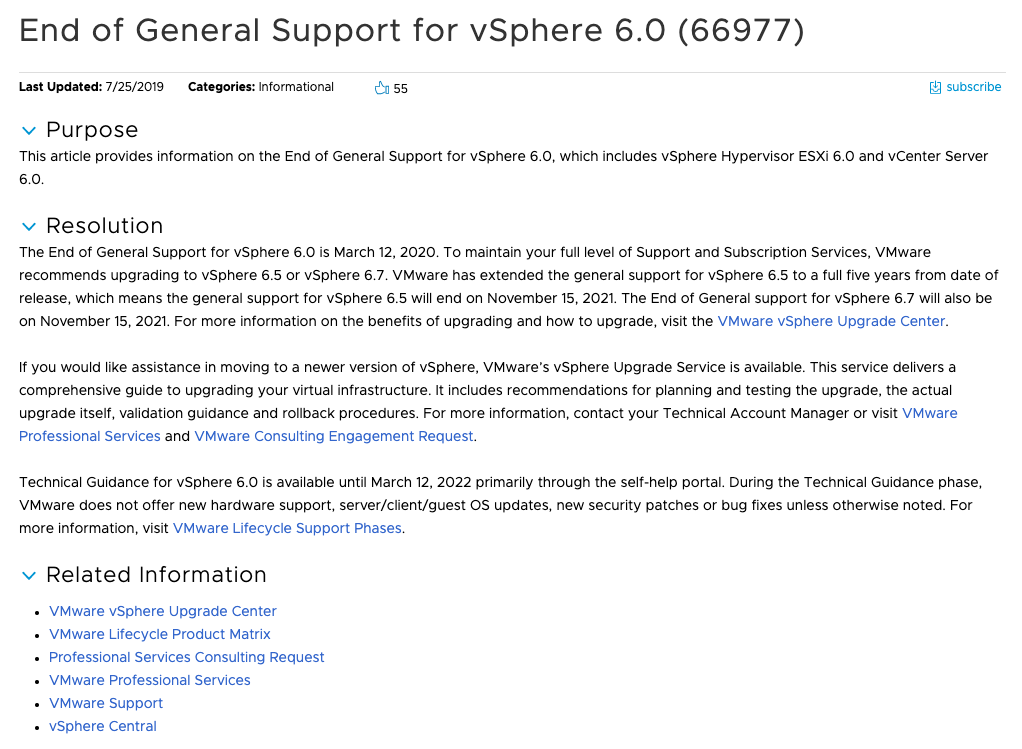 End of General Support for vSphere 6.0 (66977)
Last Updated: 7/25/2019 Categories: Informational 55 subscribe
Purpose
This article provides information on the End of General Support for vSphere 6.0, which includes vSphere Hypervisor ESXi 6.0 and vCenter Server
6.0.
Resolution
The End of General Support for vSphere 6.0 is March 12, 2020. To maintain your full level of Support and Subscription Services, VMware
recommends upgrading to vSphere 6.5 or vSphere 6.7. VMware has extended the general support for vSphere 6.5 to a full five years from date of
release, which means the general support for vSphere 6.5 will end on November 15, 2021. The End of General support for vSphere 6.7 will also be
on November 15, 2021. For more information on the benefits of upgrading and how to upgrade, visit the VMware vSphere Upgrade Center.
If you would like assistance in moving to a newer version of vSphere, VMware's vSphere Upgrade Service is available. This service delivers a
comprehensive guide to upgrading your virtual infrastructure. It includes recommendations for planning and testing the upgrade, the actual
upgrade itself, validation guidance and rollback procedures. For more information, contact your Technical Account Manager or visit VMware
Professional Services and VMware Consulting Engagement Request.
Technical Guidance for vSphere 6.0 is available until March 12, 2022 primarily through the self-help portal. During the Technical Guidance phase,
VMware does not offer new hardware support, server/client/guest OS updates, new security patches or bug fixes unless otherwise noted. For
more information, visit VMware Lifecycle Support Phases.
Related Information
• VMware vSphere Upgrade Center
• VMware Lifecycle Product Matrix
• Professional Services Consulting Request
• VMware Professional Services
• VMware Support
• vSphere Central